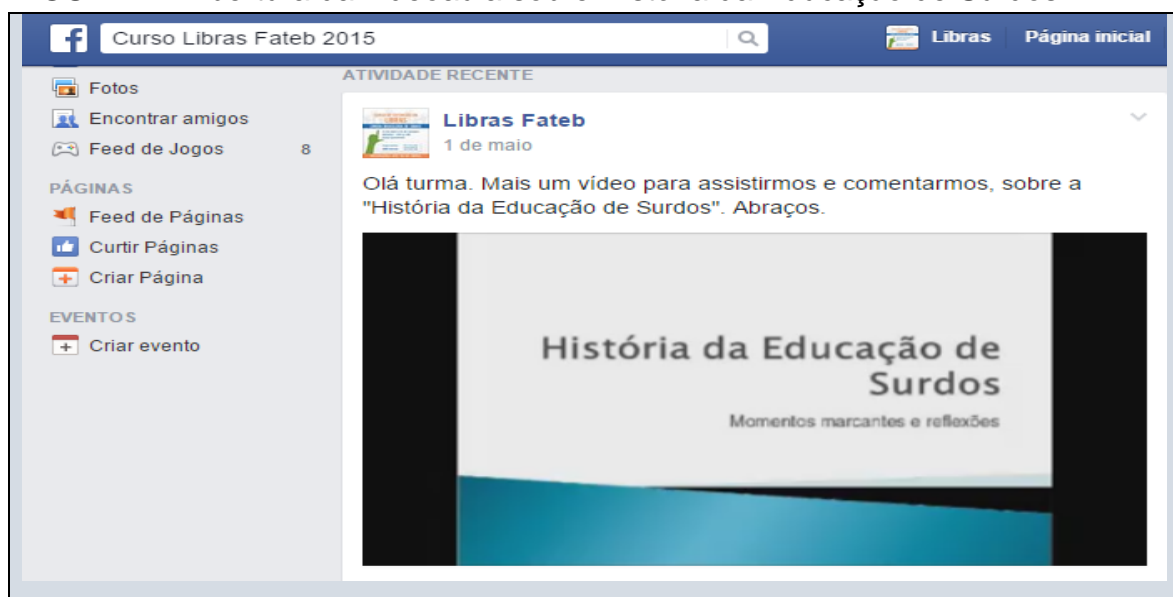 Curso Libras Fateb 2015
Libras Página inicial
Fotos
Encontrar amigos
Feed de Jogos 8
PÁGINAS
Feed de Páginas
Curtir Páginas
Criar Página
EVENTOS
Criar evento
ATIVIDADE RECENTE
Libras Fateb
1 de maio
Olá turma. Mais um vídeo para assistirmos e comentarmos, sobre a
"História da Educação de Surdos". Abraços.
História da Educação de
Surdos
Momentos marcantes e reflexões